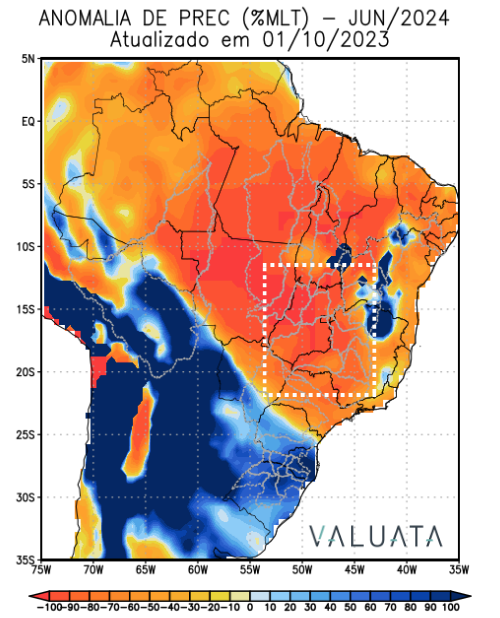 ANOMALIA DE PREC (%MLT) – JUN/2024
Atualizado em 01/10/2023
5N
EQ
5S
10S
15S
20S
25S
30S
35S
VALUATA
75W 70W 65W 60W 55W 50W 45W 40W 35W
-100-90-80-70-60-50-40-30-20-10 0 10 20 30 40 50 60 70 80 90 100